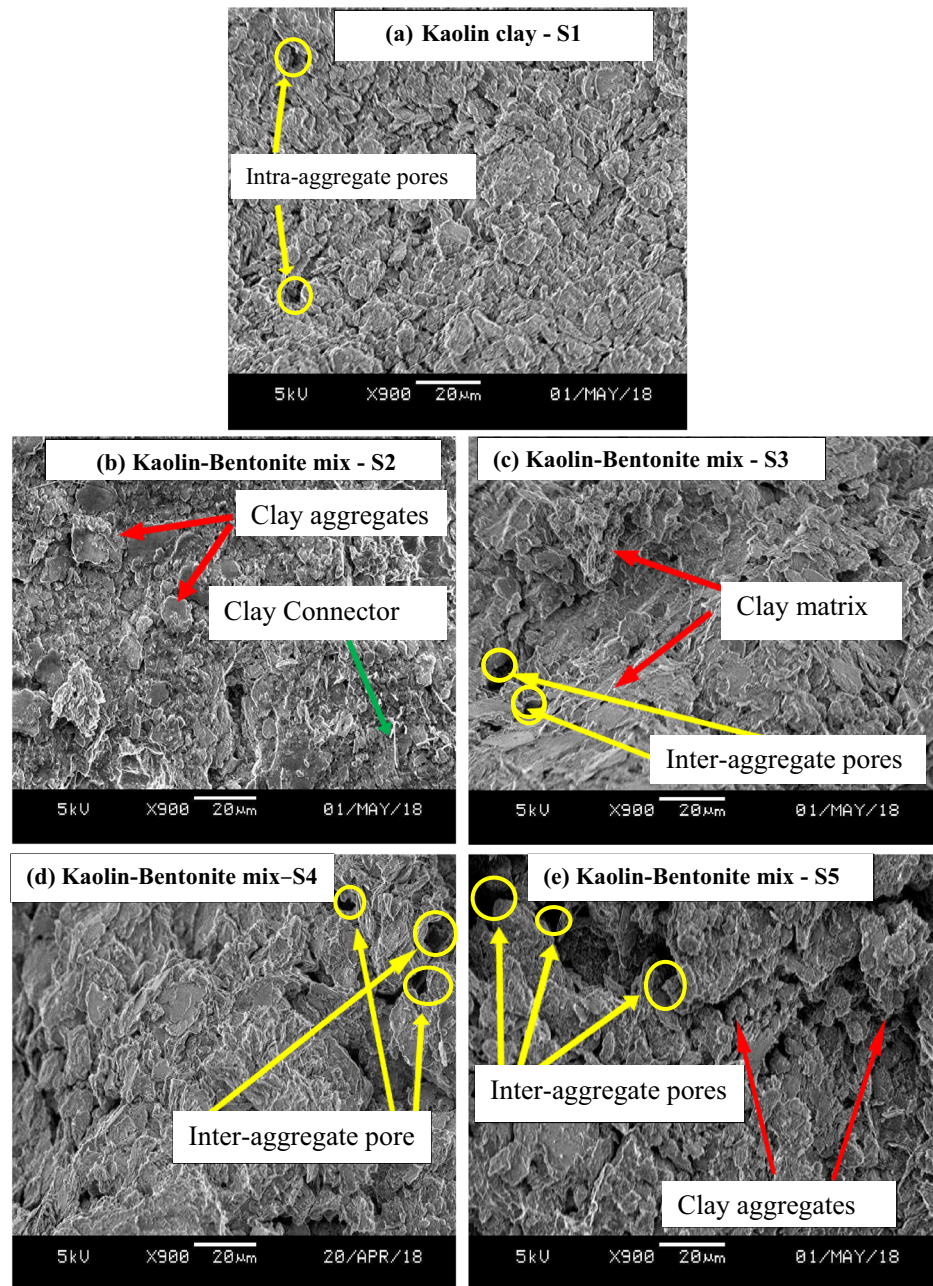 (a) Kaolin clay - S1
Intra-aggregate pores
5kV X900 20µm 01/MAY/18
(b) Kaolin-Bentonite mix - S2
Clay aggregates
Clay Connector
5kV X900 20µm 01/MAY/18
(c) Kaolin-Bentonite mix - S3
Clay matrix
Inter-aggregate pores
5kV X900 20µm 01/MAY/18
(d) Kaolin-Bentonite mix–S4
Inter-aggregate pore
5kV X900 20µm 20/APR/18
(e) Kaolin-Bentonite mix - S5
Inter-aggregate pores
Clay aggregates
5kV X900 20µm 01/MAY/18